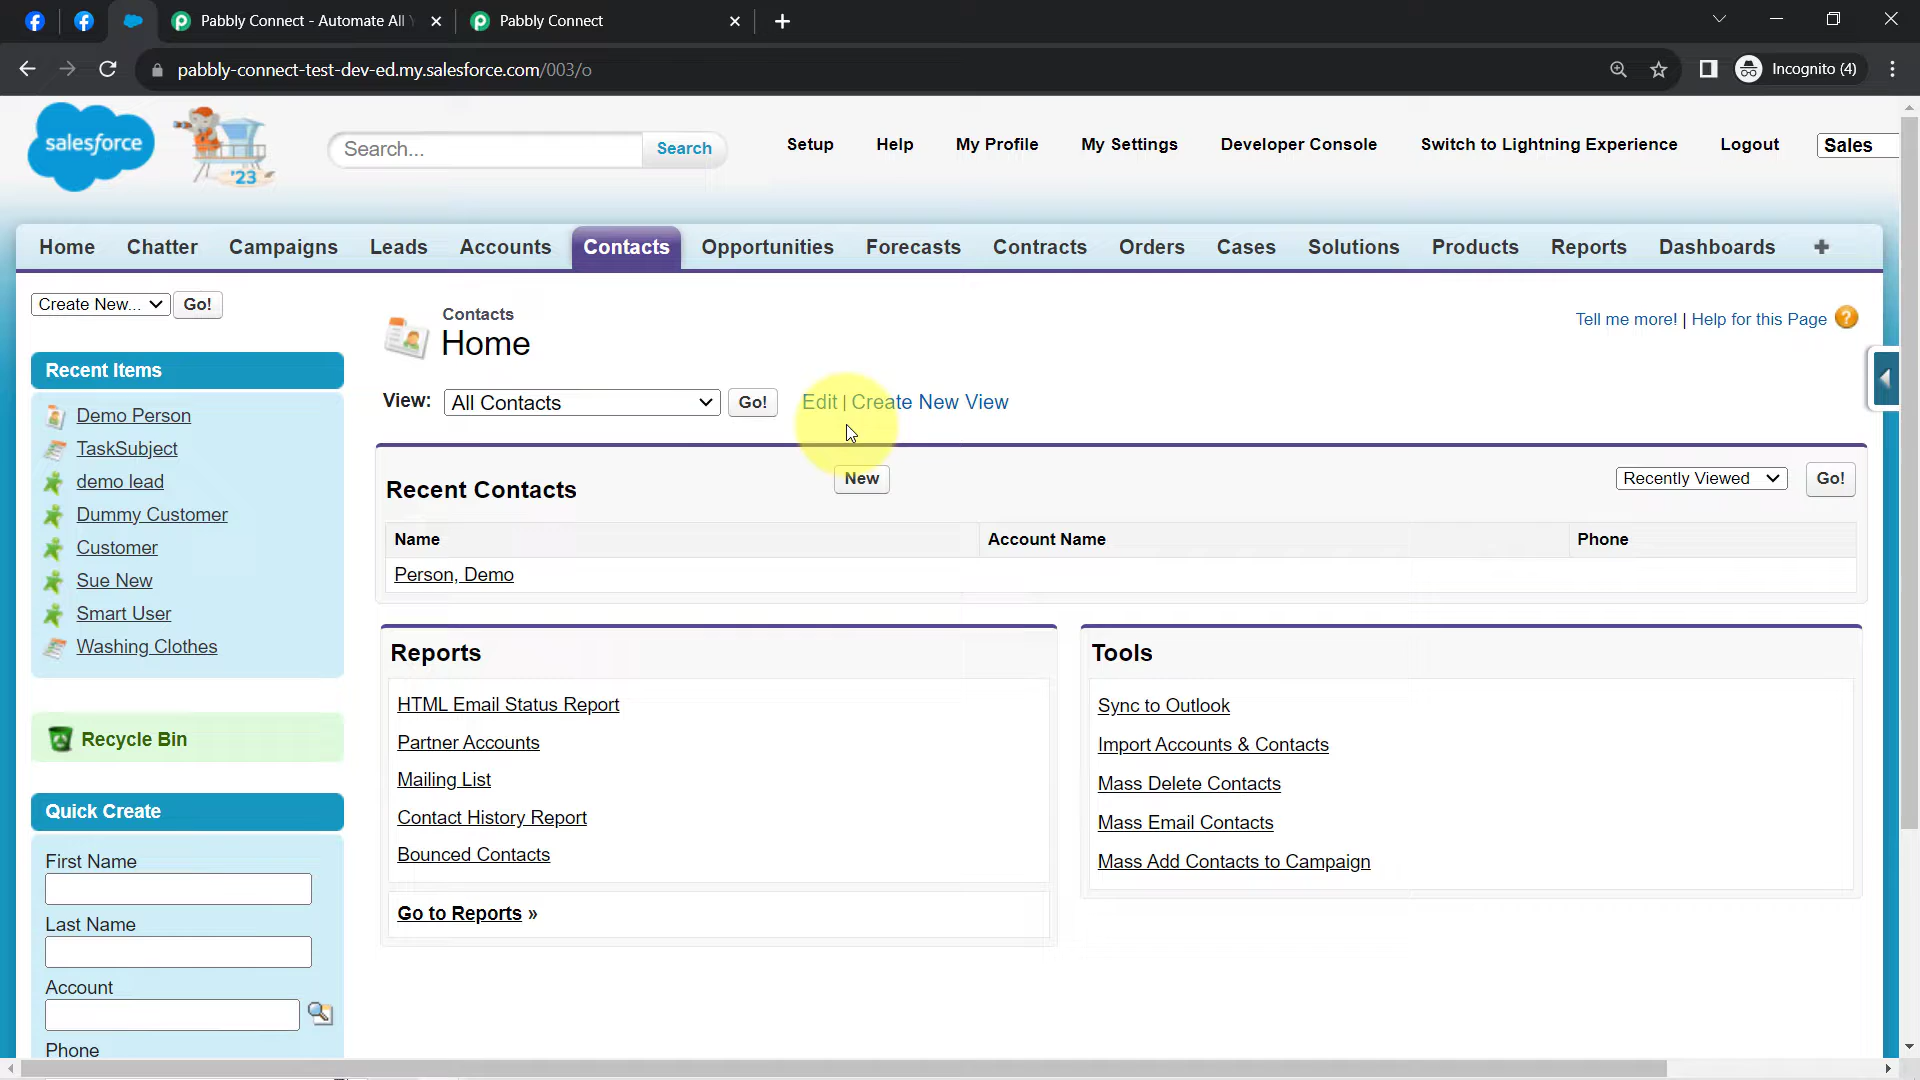 Pabbly Connect - Automate All Y
Pabbly Connect
pabbly-connect-test-dev-ed.my.salesforce.com/003/o
Incognito (4)
salesforce
'23
Search...
Search
Setup
Help
My Profile
My Settings
Developer Console
Switch to Lightning Experience
Logout
Sales
Home
Chatter
Campaigns
Leads
Accounts
Contacts
Opportunities
Forecasts
Contracts
Orders
Cases
Solutions
Products
Reports
Dashboards
Create New...
Go!
Contacts
Home
Tell me more! | Help for this Page
View:
All Contacts
Go!
Edit | Create New View
Recent Items
Demo Person
TaskSubject
demo lead
Dummy Customer
Customer
Sue New
Smart User
Washing Clothes
Recycle Bin
Quick Create
First Name
Last Name
Account
Phone
Recent Contacts
New
Recently Viewed
Go!
Name
Account Name
Phone
Person, Demo
Reports
HTML Email Status Report
Partner Accounts
Mailing List
Contact History Report
Bounced Contacts
Go to Reports »
Tools
Sync to Outlook
Import Accounts & Contacts
Mass Delete Contacts
Mass Email Contacts
Mass Add Contacts to Campaign